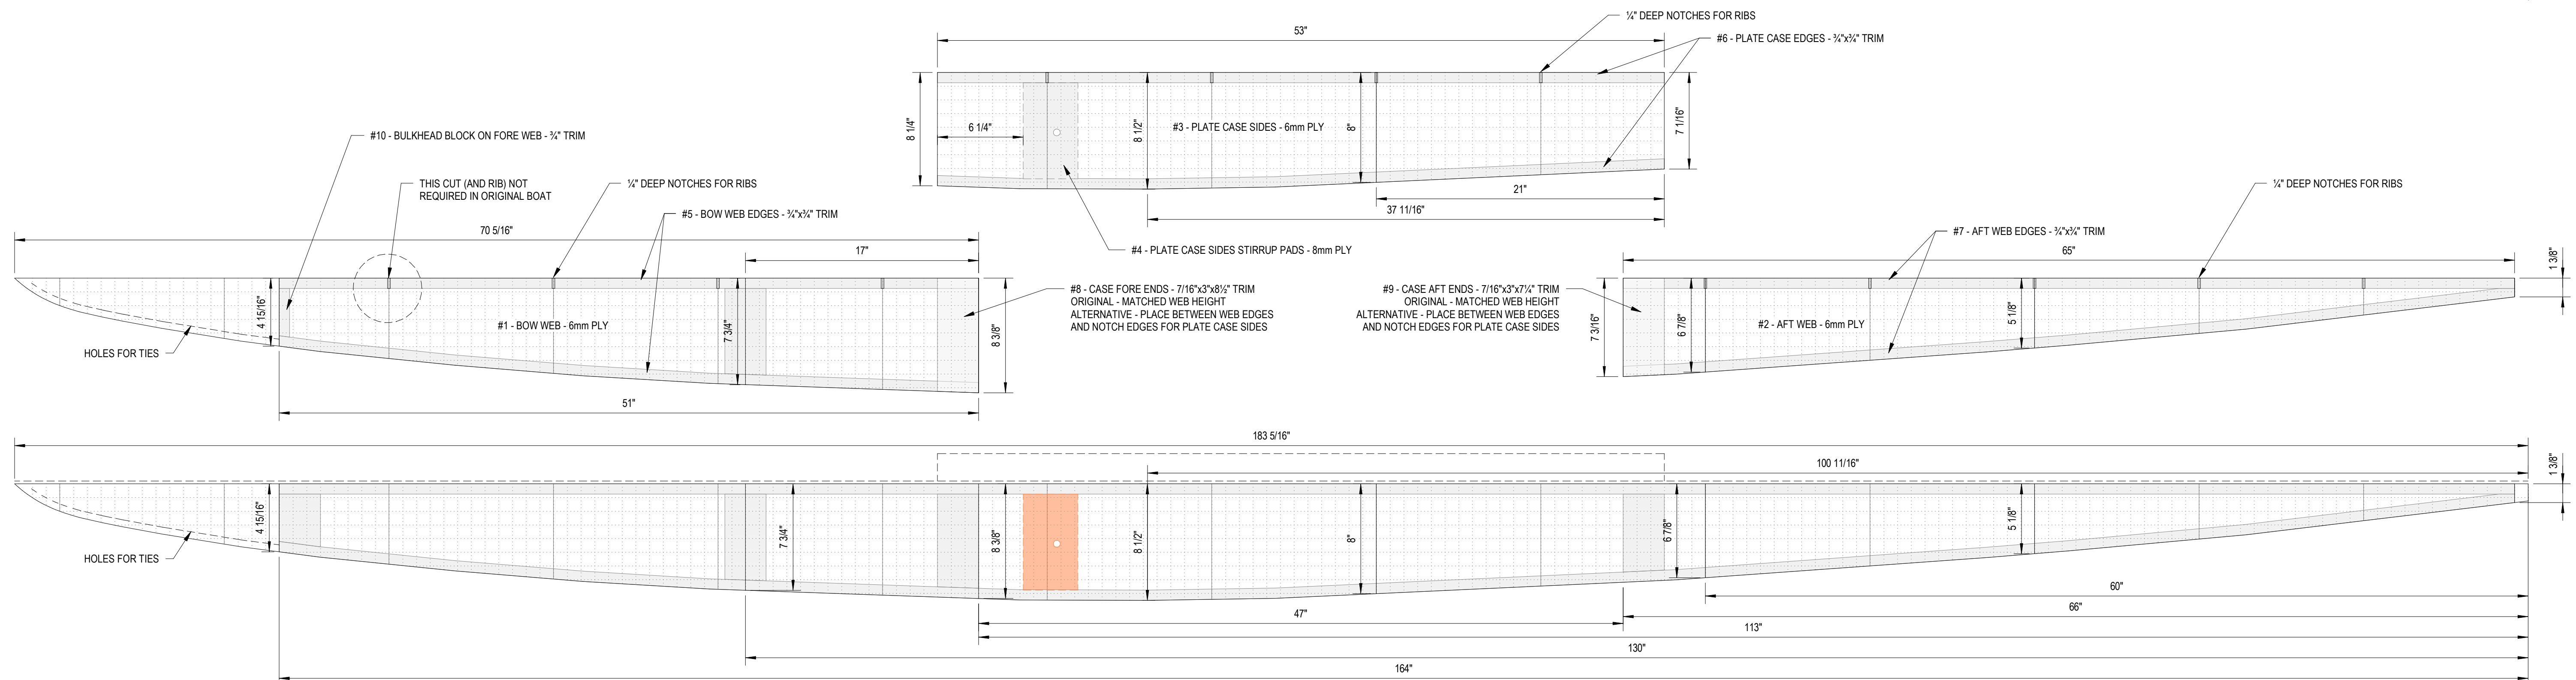 ¼" DEEP NOTCHES FOR RIBS
53"
#6 - PLATE CASE EDGES - ¾"x¾" TRIM
8 1/4"
6 1/4"
8 1/2"
#3 - PLATE CASE SIDES - 6mm PLY
8"
7 1/16"
21"
37 11/16"
#4 - PLATE CASE SIDES STIRRUP PADS - 8mm PLY
#10 - BULKHEAD BLOCK ON FORE WEB - ¾" TRIM
THIS CUT (AND RIB) NOT
REQUIRED IN ORIGINAL BOAT
¼" DEEP NOTCHES FOR RIBS
#5 - BOW WEB EDGES - ¾"x¾" TRIM
70 5/16"
17"
4 15/16"
#1 - BOW WEB - 6mm PLY
7 3/4"
8 3/8"
HOLES FOR TIES
51"
#8 - CASE FORE ENDS - 7/16"x3"x8½" TRIM
ORIGINAL - MATCHED WEB HEIGHT
ALTERNATIVE - PLACE BETWEEN WEB EDGES
AND NOTCH EDGES FOR PLATE CASE SIDES
#9 - CASE AFT ENDS - 7/16"x3"x7¼" TRIM
ORIGINAL - MATCHED WEB HEIGHT
ALTERNATIVE - PLACE BETWEEN WEB EDGES
AND NOTCH EDGES FOR PLATE CASE SIDES
¼" DEEP NOTCHES FOR RIBS
#7 - AFT WEB EDGES - ¾"x¾" TRIM
65"
1 3/8"
7 3/16"
6 7/8"
#2 - AFT WEB - 6mm PLY
5 1/8"
183 5/16"
100 11/16"
1 3/8"
4 15/16"
7 3/4"
8 3/8"
8 1/2"
8"
6 7/8"
5 1/8"
HOLES FOR TIES
60"
47"
66"
113"
130"
164"